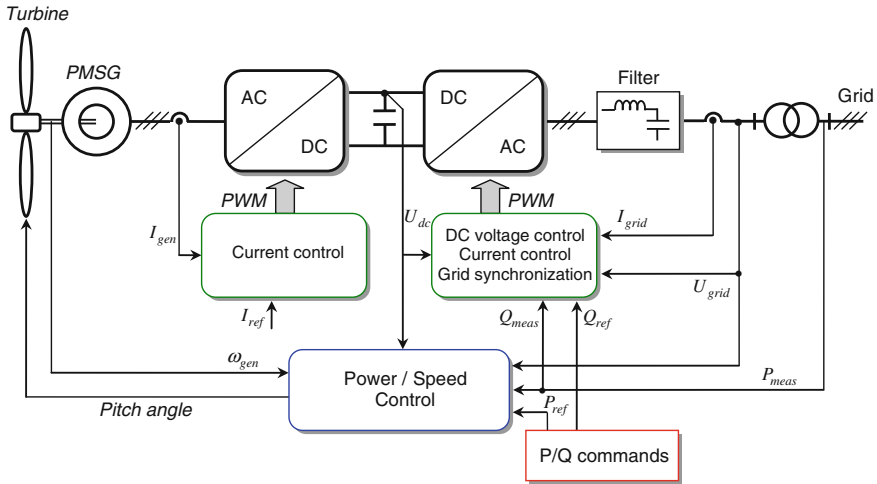 Turbine
PMSG
Filter
Grid
AC
DC
DC
AC
PWM
PWM
I_gen
U_dc
I_grid
Current control
DC voltage control
Current control
Grid synchronization
U_grid
I_ref
Q_meas
Q_ref
ω_gen
Power / Speed
Control
P_meas
Pitch angle
P_ref
P/Q commands